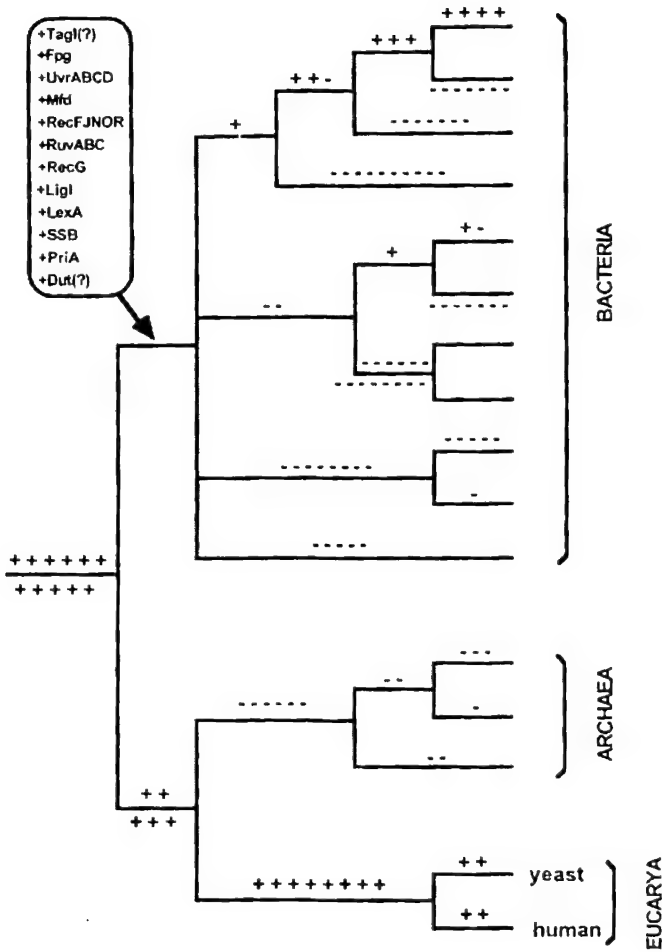 +TagI(?)
+Fpg
+UvrABCD
+Mfd
+RecFJNOR
+RuvABC
+RecG
+LigI
+LexA
+SSB
+PriA
+Dut(?)
++++
+++
--------
++-
-------
+
-----------
+-
+
--------
--
-------
---------
-----
--------
-
-----
++++++
+++++
---
--
------
-
--
++
+++
++
yeast
++++++++
++
human
BACTERIA
ARCHAEA
EUCARYA